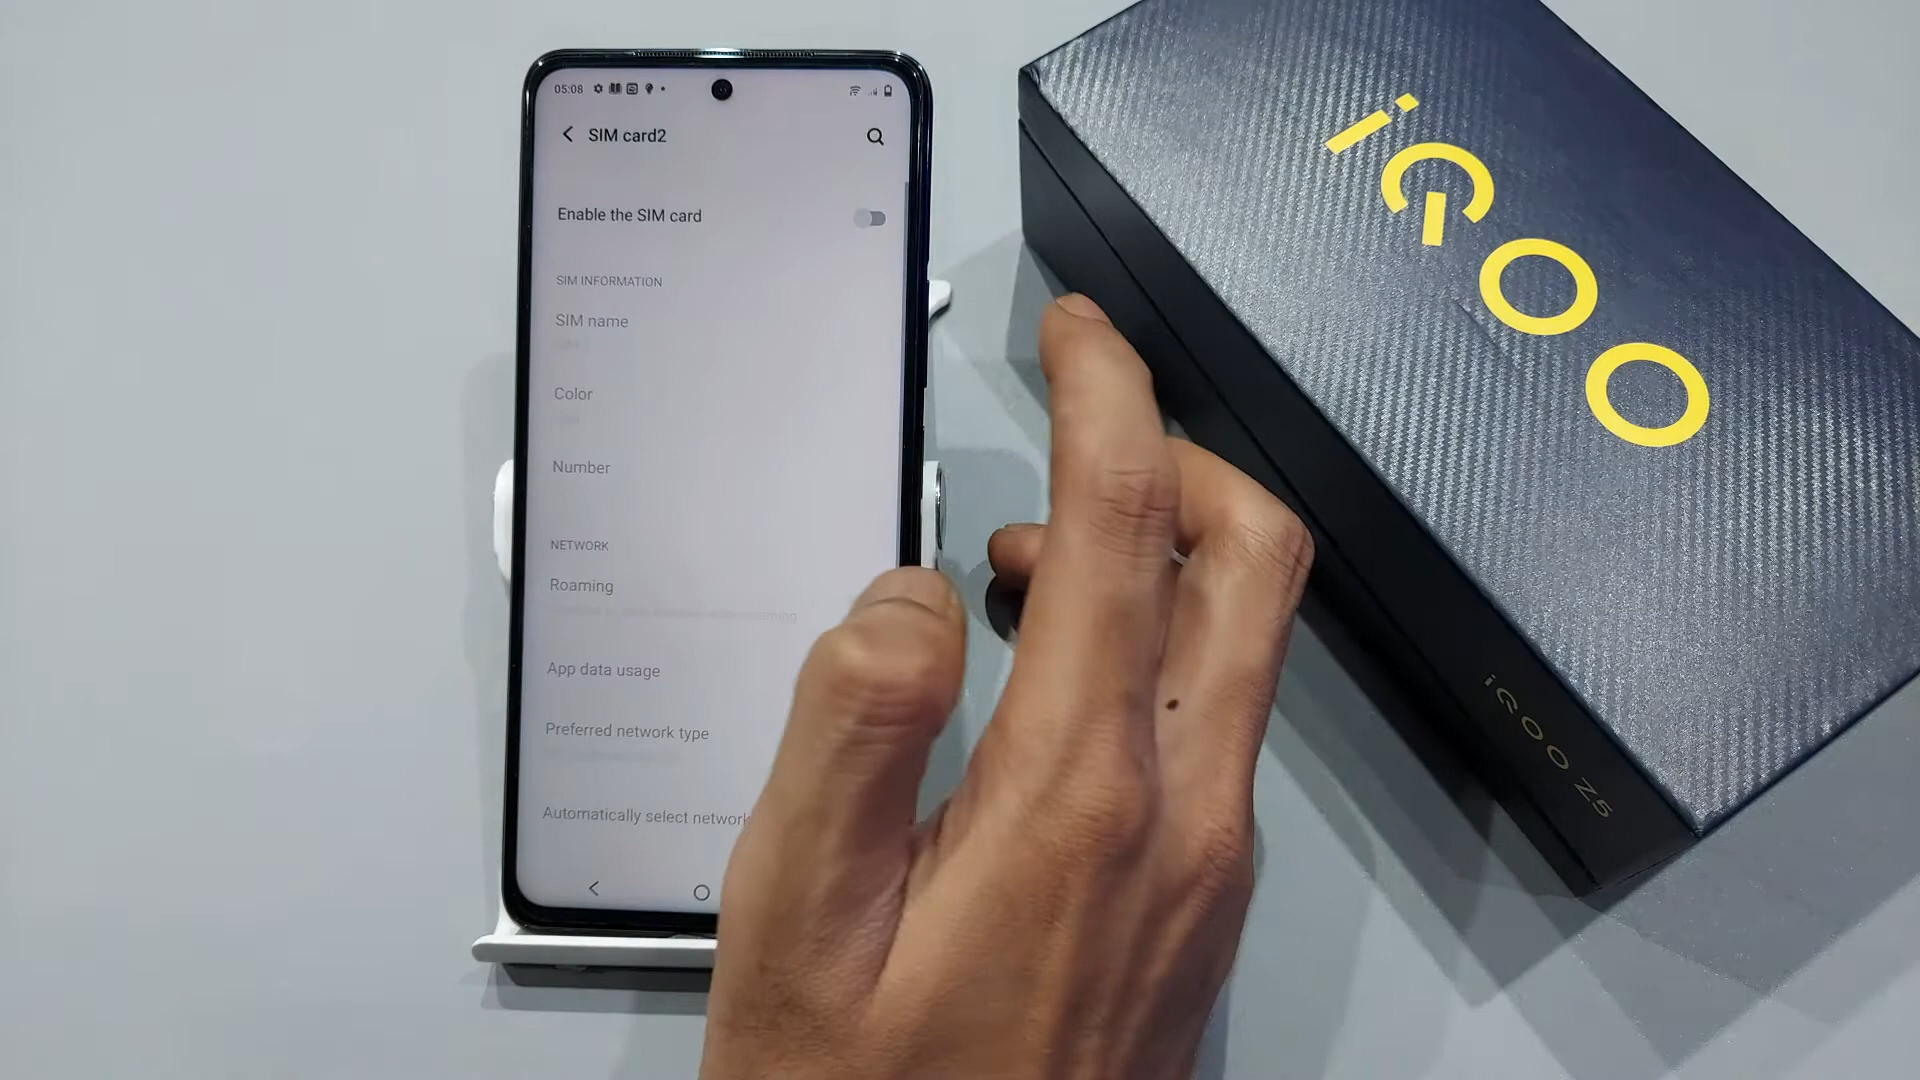 05:08
SIM card2
Enable the SIM card
SIM INFORMATION
SIM name
Color
Number
NETWORK
Roaming
roaming
App data usage
Preferred network type
Automatically select network
iQOO
iQOO Z5